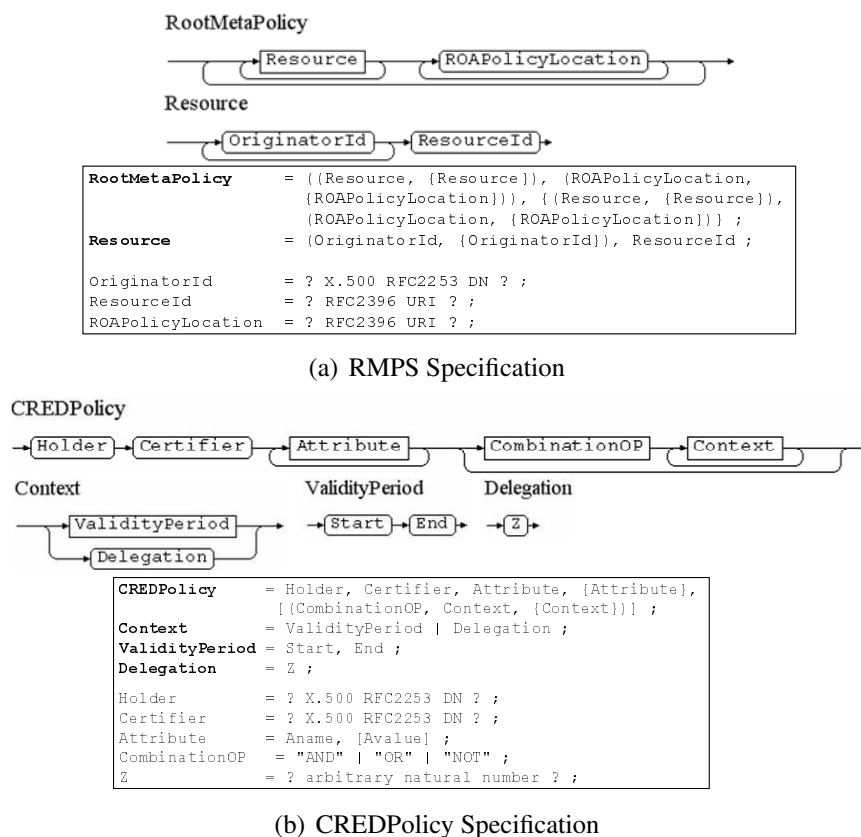 RootMetaPolicy
Resource ROAPolicyLocation
Resource
OriginatorId ResourceId
RootMetaPolicy = ((Resource, {Resource}), (ROAPolicyLocation,
{ROAPolicyLocation})), {((Resource, {Resource}),
(ROAPolicyLocation, {ROAPolicyLocation}))} ;
Resource = (OriginatorId, {OriginatorId}), ResourceId ;
OriginatorId = ? X.500 RFC2253 DN ? ;
ResourceId = ? RFC2396 URI ? ;
ROAPolicyLocation = ? RFC2396 URI ? ;
(a) RMPS Specification
CREDPolicy
Holder Certifier Attribute CombinationOP Context
Context ValidityPeriod Delegation
ValidityPeriod Start End Z
Delegation
CREDPolicy = Holder, Certifier, Attribute, {Attribute},
[(CombinationOP, Context, {Context})] ;
Context = ValidityPeriod | Delegation ;
ValidityPeriod = Start, End ;
Delegation = Z ;
Holder = ? X.500 RFC2253 DN ? ;
Certifier = ? X.500 RFC2253 DN ? ;
Attribute = Aname, [Avalue] ;
CombinationOP = "AND" | "OR" | "NOT" ;
Z = ? arbitrary natural number ? ;
(b) CREDPolicy Specification